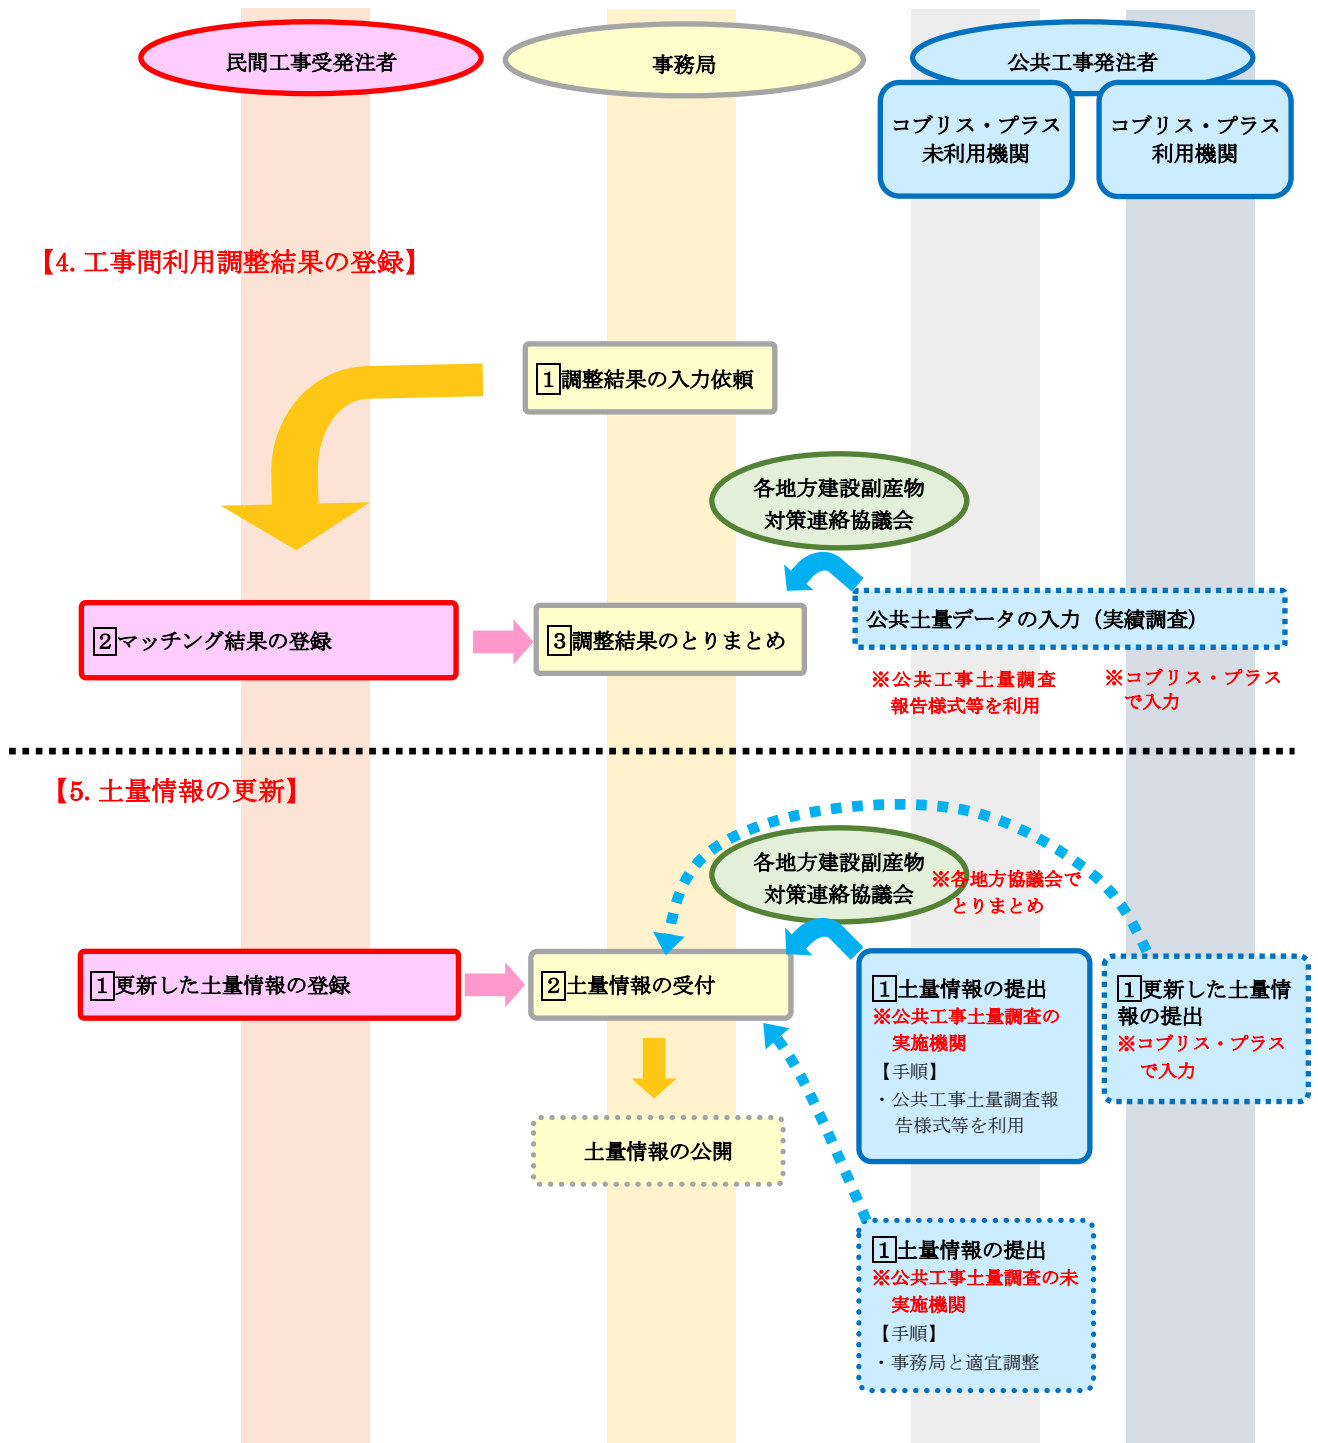 民間工事受発注者
事務局
公共工事発注者
コブリス・プラス
未利用機関
コブリス・プラス
利用機関
【4. 工事間利用調整結果の登録】
1調整結果の入力依頼
各地方建設副産物
対策連絡協議会
公共土量データの入力（実績調査）
2マッチング結果の登録
3調整結果のとりまとめ
※公共工事土量調査
報告様式等を利用
※コブリス・プラス
で入力
【5. 土量情報の更新】
各地方建設副産物
対策連絡協議会
※各地方協議会で
とりまとめ
1更新した土量情報の登録
2土量情報の受付
1土量情報の提出
※公共工事土量調査の
実施機関
【手順】
・公共工事土量調査報
告様式等を利用
1更新した土量情
報の提出
※コブリス・プラス
で入力
土量情報の公開
1土量情報の提出
※公共工事土量調査の未
実施機関
【手順】
・事務局と適宜調整